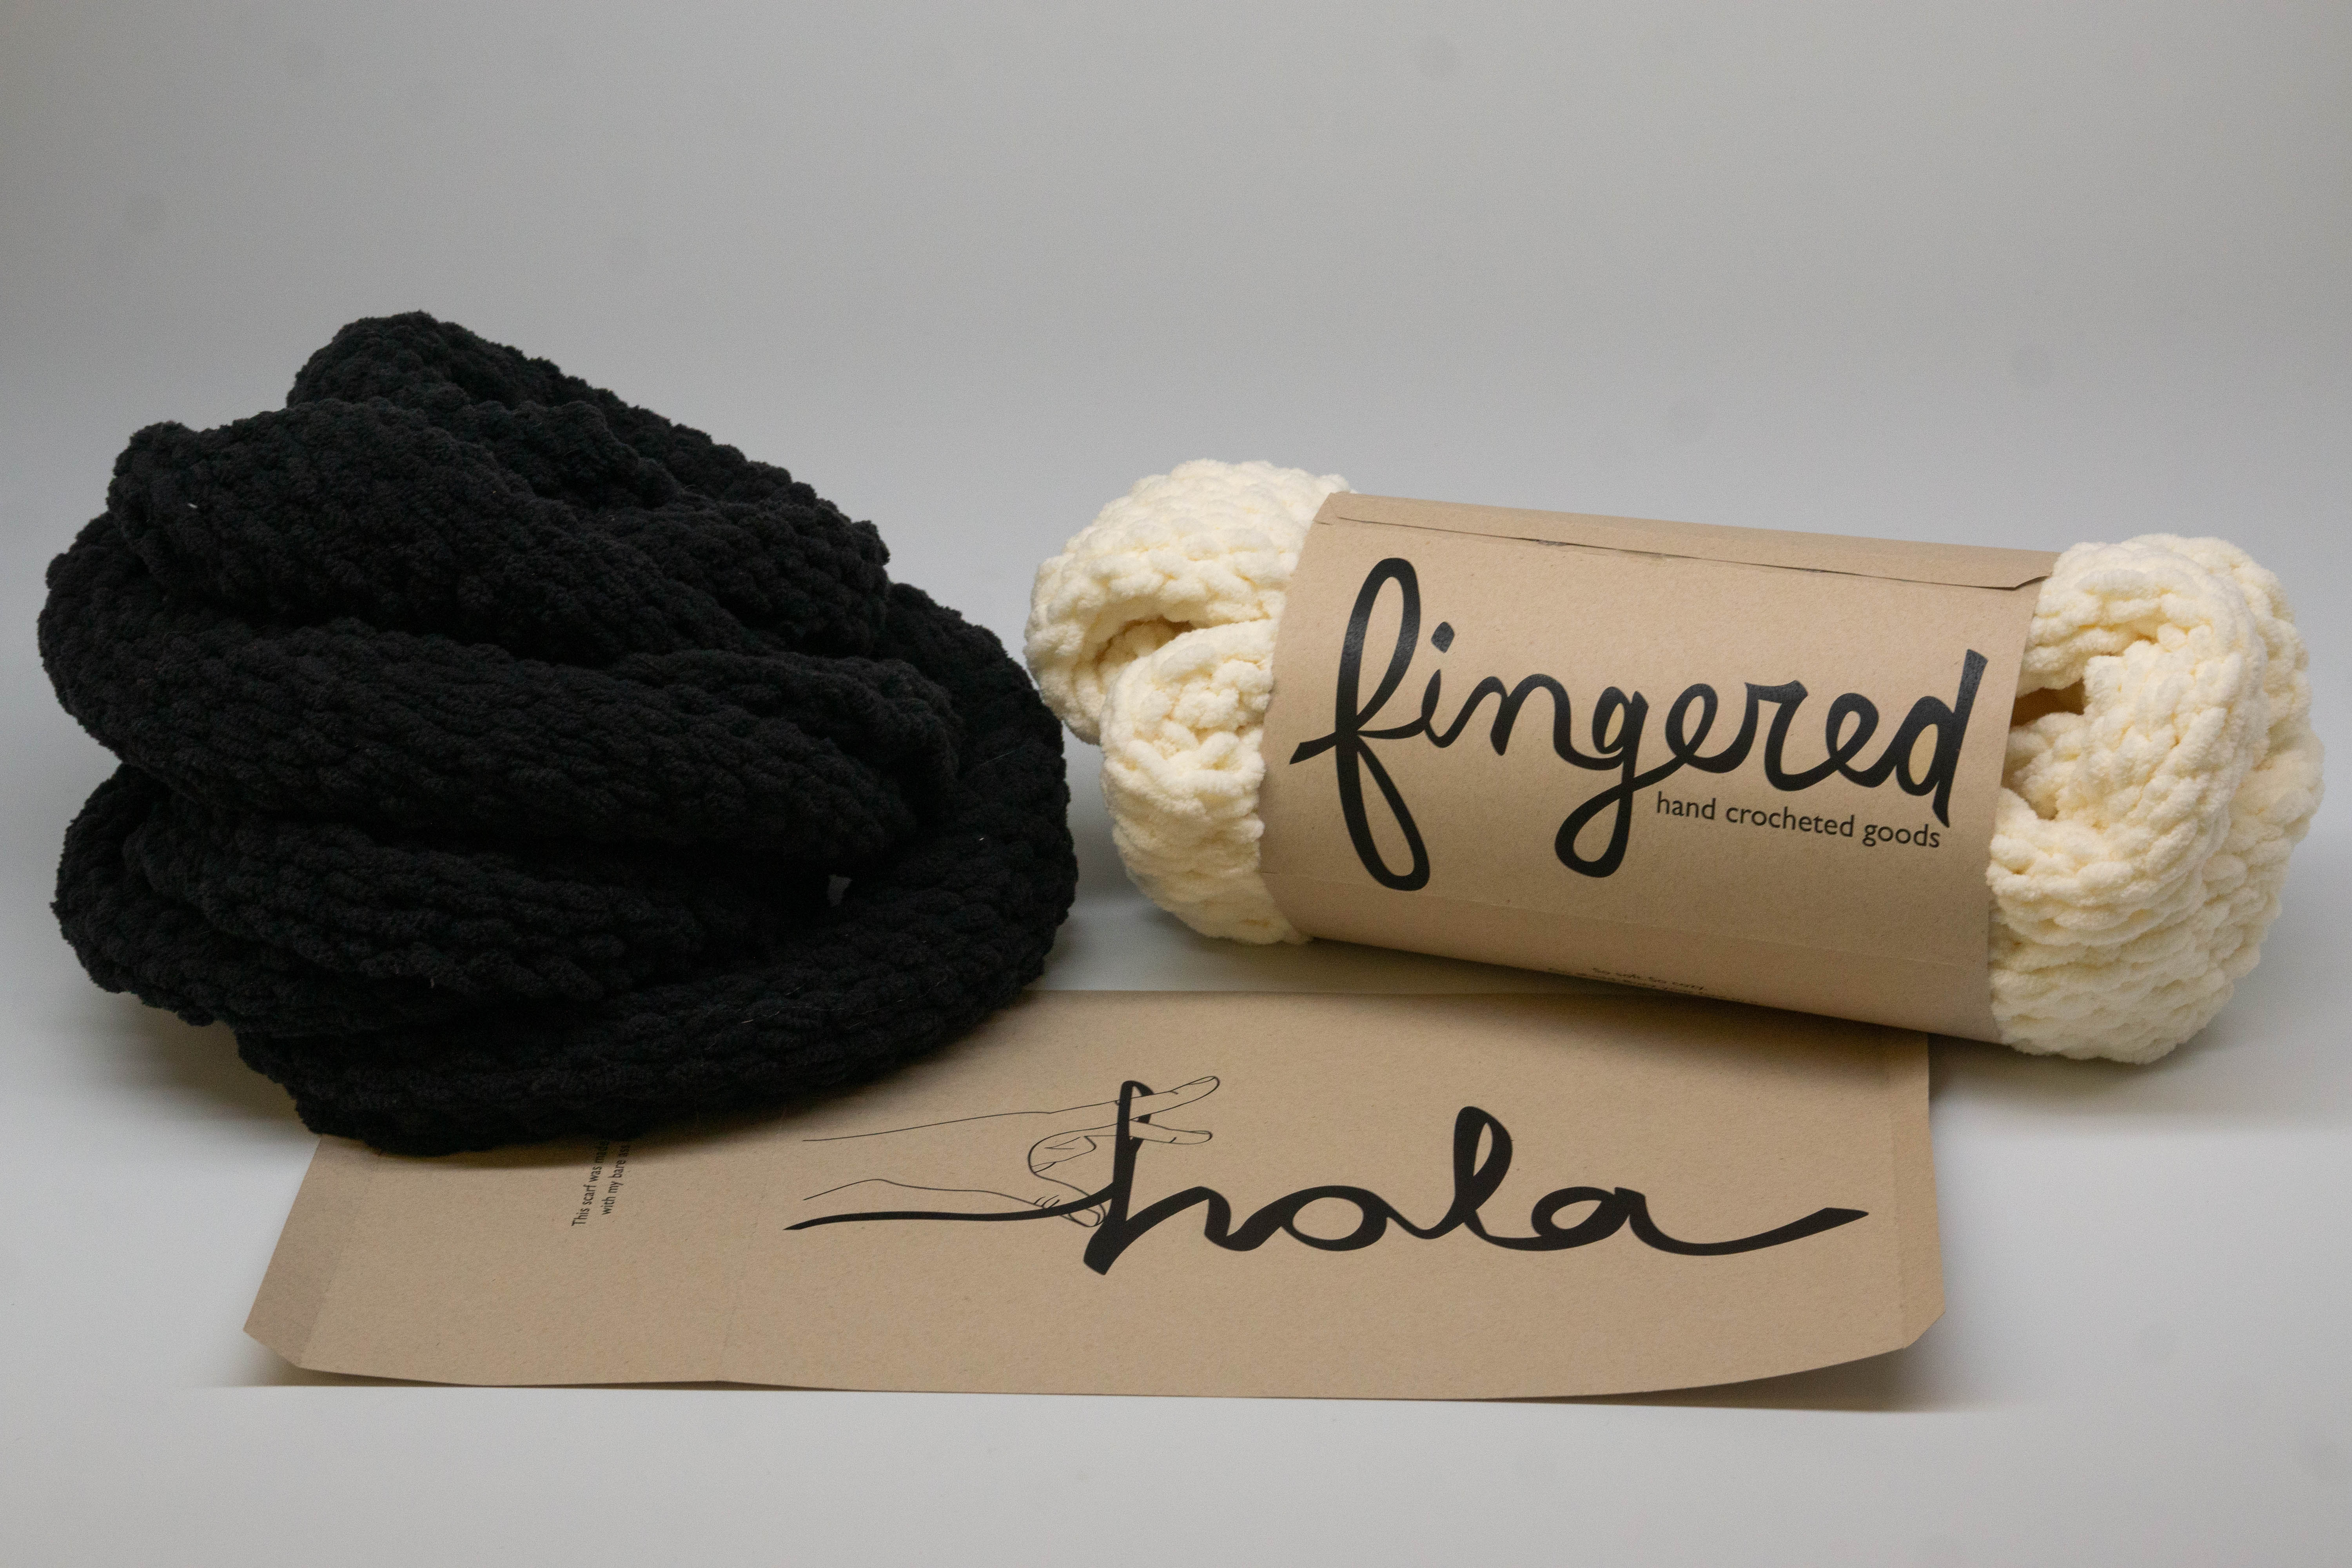 fingered
hand crocheted goods
hola
This scarf was made
with my bare